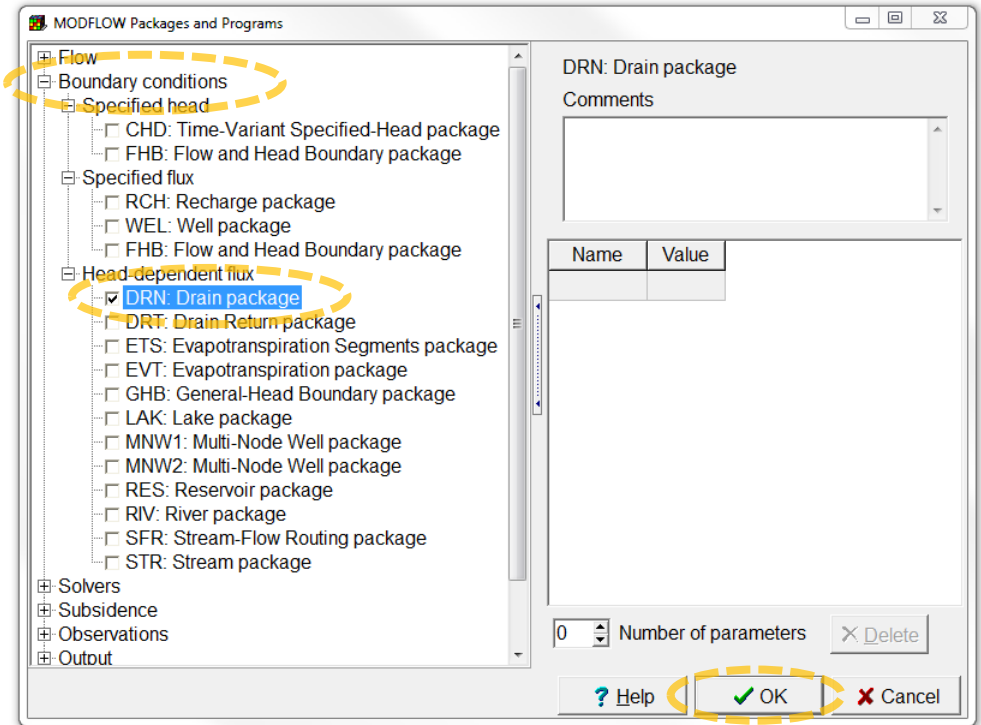 MODFLOW Packages and Programs
Flow
Boundary conditions
Specified head
CHD: Time-Variant Specified-Head package
FHB: Flow and Head Boundary package
Specified flux
RCH: Recharge package
WEL: Well package
FHB: Flow and Head Boundary package
Head-dependent flux
DRN: Drain package
DRT: Drain Return package
ETS: Evapotranspiration Segments package
EVT: Evapotranspiration package
GHB: General-Head Boundary package
LAK: Lake package
MNW1: Multi-Node Well package
MNW2: Multi-Node Well package
RES: Reservoir package
RIV: River package
SFR: Stream-Flow Routing package
STR: Stream package
Solvers
Subsidence
Observations
Output
DRN: Drain package
Comments
Name Value
0 Number of parameters Delete
? Help OK Cancel